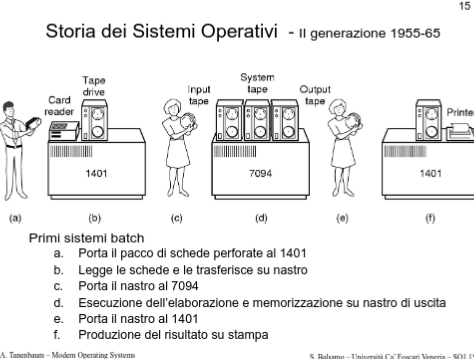 15
Storia dei Sistemi Operativi - II generazione 1955-65
Tape
drive
Card
reader
Input
tape
System
tape
Output
tape
Printer
1401
7094
1401
(a)
(b)
(c)
(d)
(e)
(f)
Primi sistemi batch
a. Porta il pacco di schede perforate al 1401
b. Legge le schede e le trasferisce su nastro
c. Porta il nastro al 7094
d. Esecuzione dell'elaborazione e memorizzazione su nastro di uscita
e. Porta il nastro al 1401
f. Produzione del risultato su stampa
A. Tanenbaum – Modern Operating Systems
S. Balsamo – Università Ca' Foscari Venezia – SO1.15